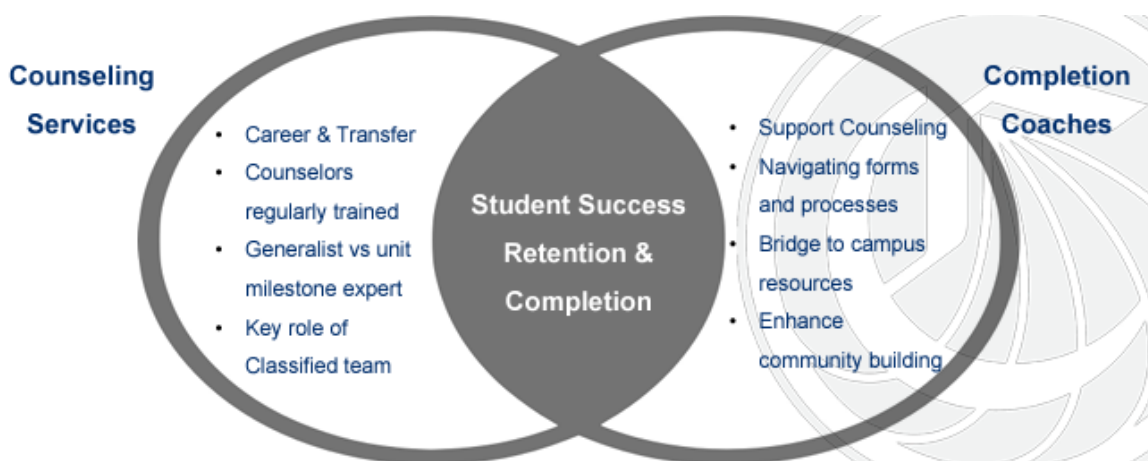 Counseling
Services
• Career & Transfer
• Counselors
regularly trained
• Generalist vs unit
milestone expert
• Key role of
Classified team
Student Success
Retention &
Completion
Completion
Coaches
• Support Counseling
• Navigating forms
and processes
• Bridge to campus
resources
• Enhance
community building